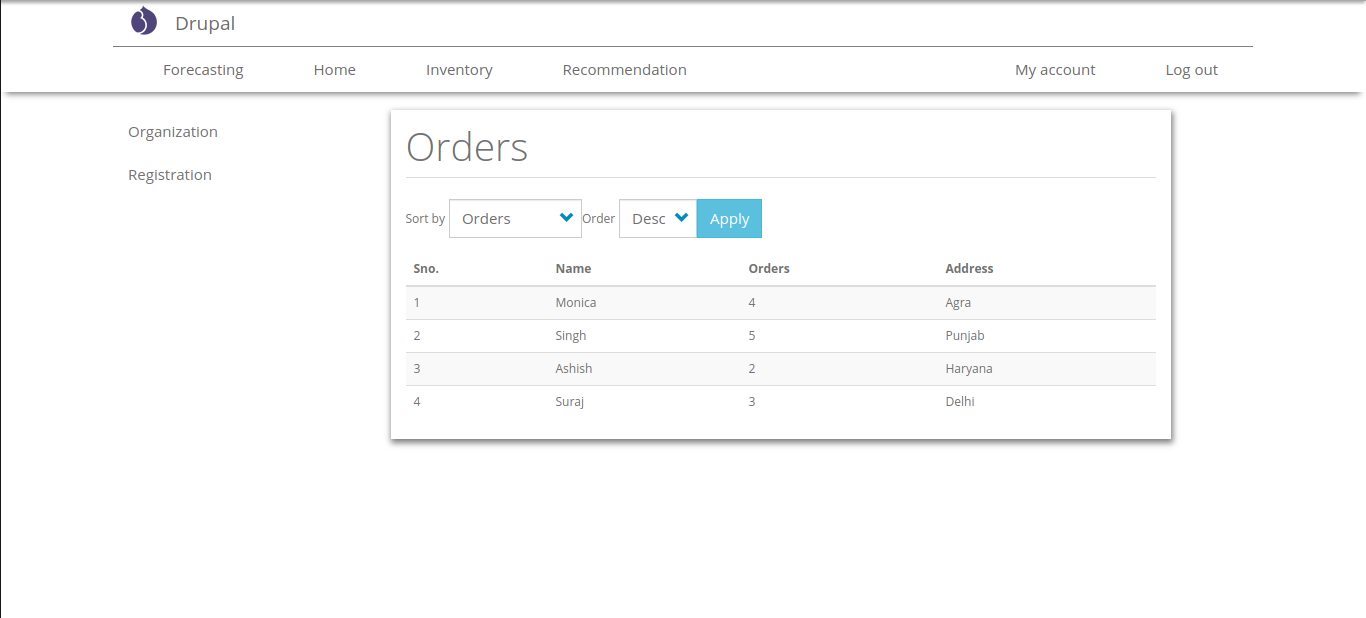 Drupal
Forecasting Home Inventory Recommendation My account Log out
Organization
Registration
Orders
Sort by Orders Order Desc Apply
Sno. Name Orders Address
1 Monica 4 Agra
2 Singh 5 Punjab
3 Ashish 2 Haryana
4 Suraj 3 Delhi